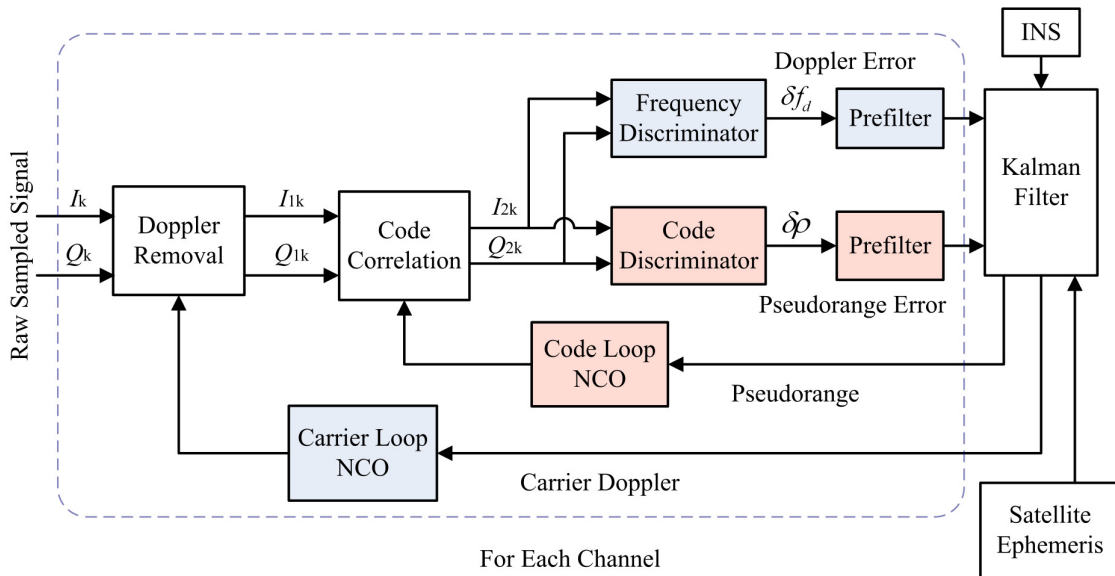 INS
Doppler Error
Frequency
Discriminator
δf_d
Prefilter
Kalman
Filter
Raw Sampled Signal
I_k
Q_k
Doppler
Removal
I_1k
Q_1k
Code
Correlation
I_2k
Q_2k
Code
Discriminator
δρ
Prefilter
Pseudorange Error
Code Loop
NCO
Pseudorange
Carrier Loop
NCO
Carrier Doppler
Satellite
Ephemeris
For Each Channel